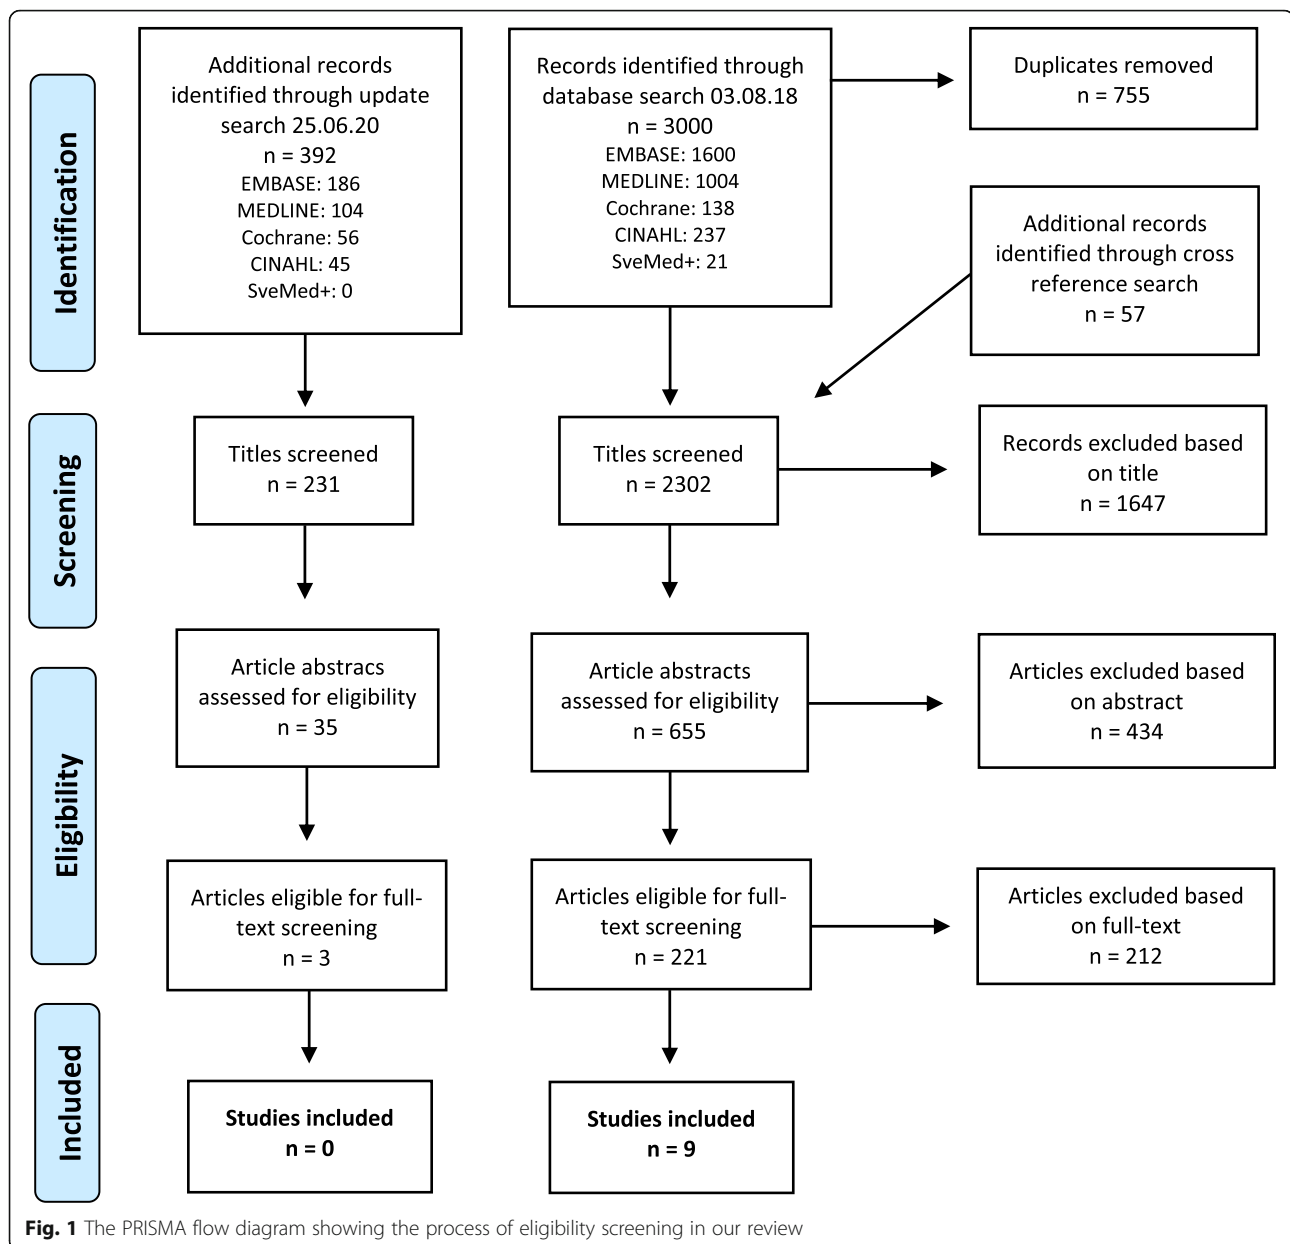 Identification
Additional records
identified through update
search 25.06.20
n = 392
EMBASE: 186
MEDLINE: 104
Cochrane: 56
CINAHL: 45
SveMed+: 0
Records identified through
database search 03.08.18
n = 3000
EMBASE: 1600
MEDLINE: 1004
Cochrane: 138
CINAHL: 237
SveMed+: 21
Duplicates removed
n = 755
Additional records
identified through cross
reference search
n = 57
Screening
Titles screened
n = 231
Titles screened
n = 2302
Records excluded based
on title
n = 1647
Eligibility
Article abstracs
assessed for eligibility
n = 35
Article abstracts
assessed for eligibility
n = 655
Articles excluded based
on abstract
n = 434
Articles eligible for full-
text screening
n = 3
Articles eligible for full-
text screening
n = 221
Articles excluded based
on full-text
n = 212
Included
Studies included
n = 0
Studies included
n = 9
Fig. 1 The PRISMA flow diagram showing the process of eligibility screening in our review